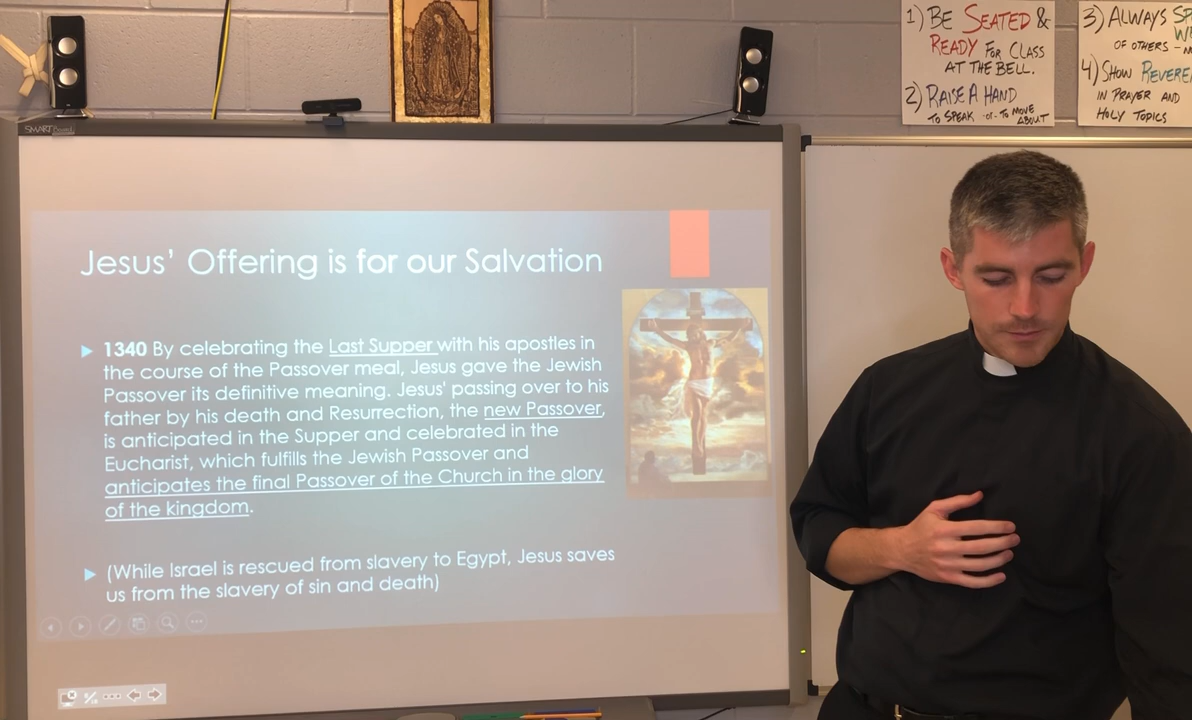 1) BE SEATED &
READY FOR CLASS
AT THE BELL.
2) RAISE A HAND
TO SPEAK -or- TO MOVE
ABOUT
3) ALWAYS
OF OTHERS –
4) SHOW
IN PRAYER AND
HOLY TOPICS
SMART Board
Jesus’ Offering is for our Salvation
1340 By celebrating the Last Supper with his apostles in
the course of the Passover meal, Jesus gave the Jewish
Passover its definitive meaning. Jesus' passing over to his
father by his death and Resurrection, the new Passover,
is anticipated in the Supper and celebrated in the
Eucharist, which fulfills the Jewish Passover and
anticipates the final Passover of the Church in the glory
of the kingdom.
(While Israel is rescued from slavery to Egypt, Jesus saves
us from the slavery of sin and death)